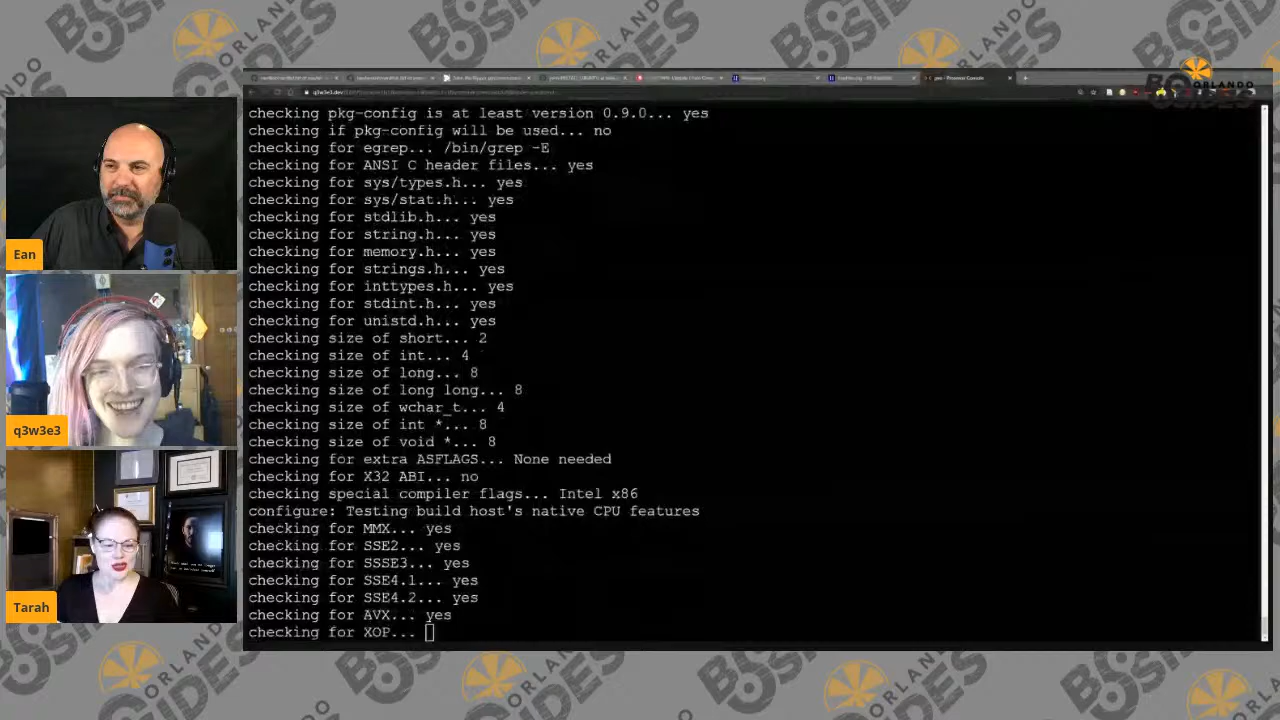 BSIDES ORLANDO
ORLANDO
q3w3e3.dev
checking pkg-config is at least version 0.9.0... yes
checking if pkg-config will be used... no
checking for egrep... /bin/grep -E
checking for ANSI C header files... yes
checking for sys/types.h... yes
checking for sys/stat.h... yes
checking for stdlib.h... yes
checking for string.h... yes
checking for memory.h... yes
checking for strings.h... yes
checking for inttypes.h... yes
checking for stdint.h... yes
checking for unistd.h... yes
checking size of short... 2
checking size of int... 4
checking size of long... 8
checking size of long long... 8
checking size of wchar_t... 4
checking size of int *... 8
checking size of void *... 8
checking for extra ASFLAGS... None needed
checking for X32 ABI... no
checking special compiler flags... Intel x86
configure: Testing build host's native CPU features
checking for MMX... yes
checking for SSE2... yes
checking for SSSE3... yes
checking for SSE4.1... yes
checking for SSE4.2... yes
checking for AVX... yes
checking for XOP...
Ean
q3w3e3
Tarah